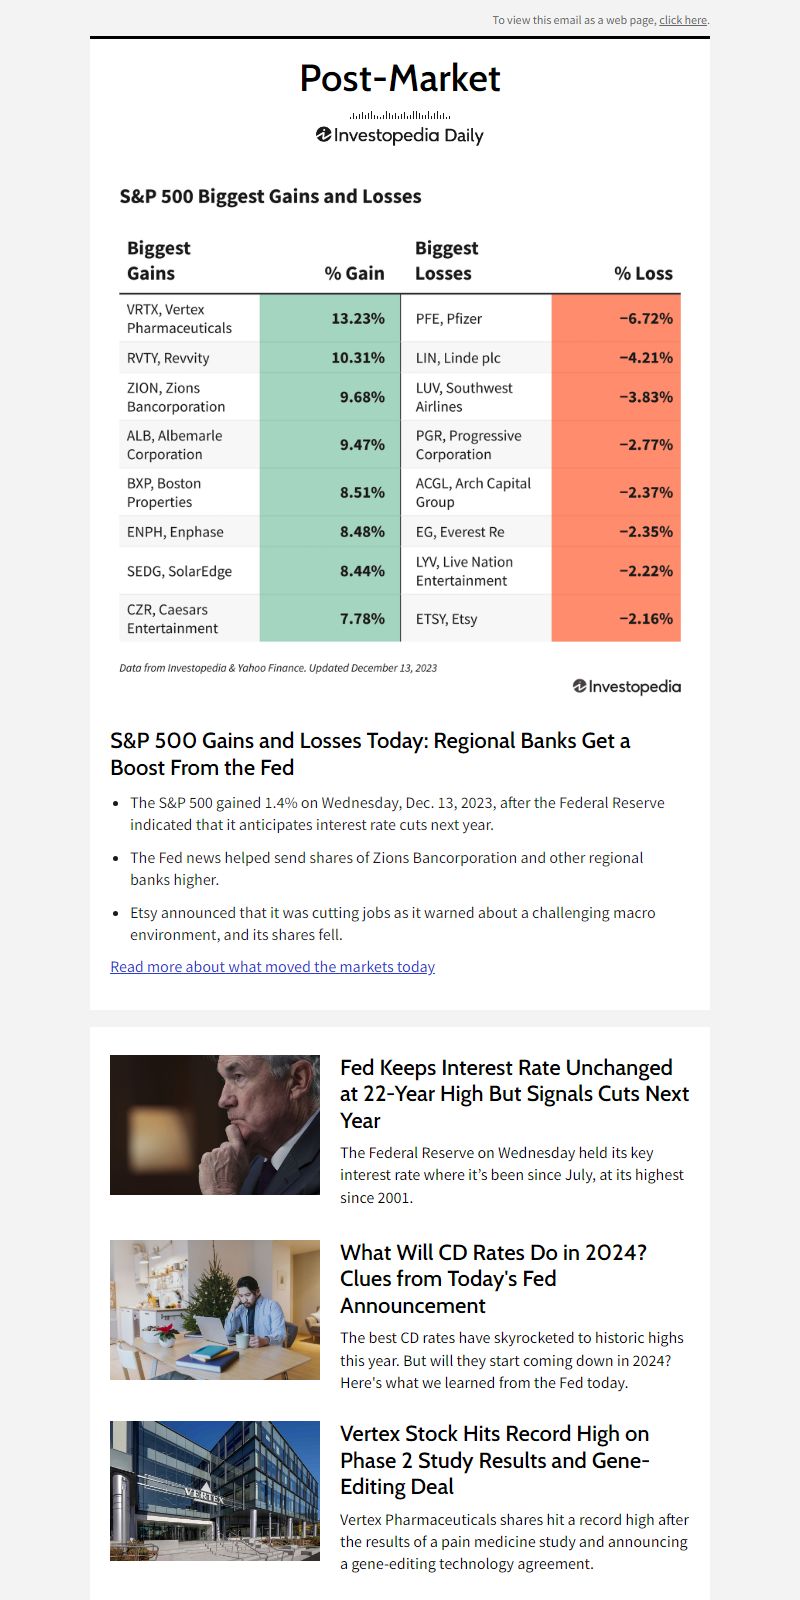 To view this email as a web page, click here.
Post-Market
Investopedia Daily
S&P 500 Biggest Gains and Losses
Biggest Gains % Gain Biggest Losses % Loss
VRTX, Vertex Pharmaceuticals 13.23% PFE, Pfizer −6.72%
RVTY, Revvity 10.31% LIN, Linde plc −4.21%
ZION, Zions Bancorporation 9.68% LUV, Southwest Airlines −3.83%
ALB, Albemarle Corporation 9.47% PGR, Progressive Corporation −2.77%
BXP, Boston Properties 8.51% ACGL, Arch Capital Group −2.37%
ENPH, Enphase 8.48% EG, Everest Re −2.35%
SEDG, SolarEdge 8.44% LYV, Live Nation Entertainment −2.22%
CZR, Caesars Entertainment 7.78% ETSY, Etsy −2.16%
Data from Investopedia & Yahoo Finance. Updated December 13, 2023
Investopedia
S&P 500 Gains and Losses Today: Regional Banks Get a
Boost From the Fed
• The S&P 500 gained 1.4% on Wednesday, Dec. 13, 2023, after the Federal Reserve
indicated that it anticipates interest rate cuts next year.
• The Fed news helped send shares of Zions Bancorporation and other regional
banks higher.
• Etsy announced that it was cutting jobs as it warned about a challenging macro
environment, and its shares fell.
Read more about what moved the markets today
Fed Keeps Interest Rate Unchanged
at 22-Year High But Signals Cuts Next
Year
The Federal Reserve on Wednesday held its key
interest rate where it’s been since July, at its highest
since 2001.
What Will CD Rates Do in 2024?
Clues from Today's Fed
Announcement
The best CD rates have skyrocketed to historic highs
this year. But will they start coming down in 2024?
Here's what we learned from the Fed today.
VERTEX
Vertex Stock Hits Record High on
Phase 2 Study Results and Gene-
Editing Deal
Vertex Pharmaceuticals shares hit a record high after
the results of a pain medicine study and announcing
a gene-editing technology agreement.